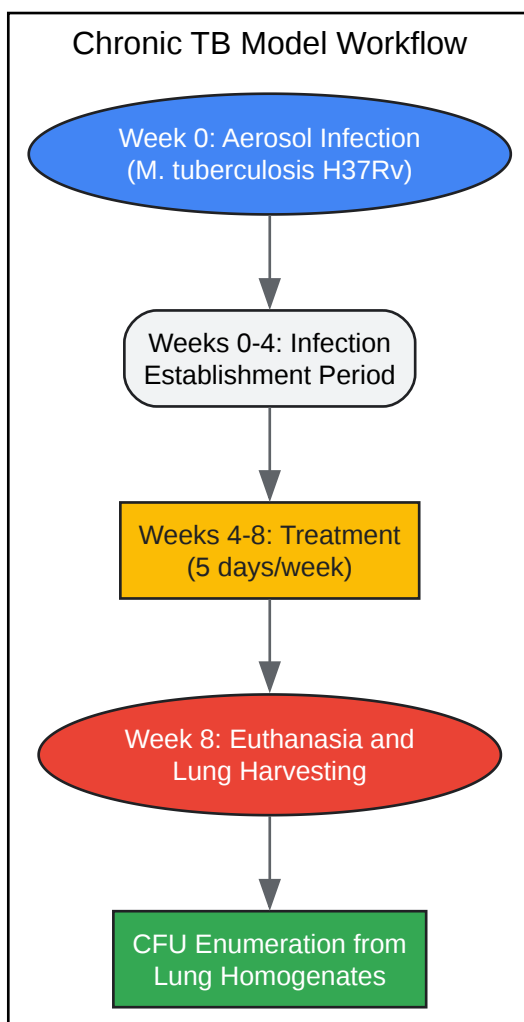 Chronic TB Model Workflow
Week 0: Aerosol Infection
(M. tuberculosis H37Rv)
Weeks 0-4: Infection
Establishment Period
Weeks 4-8: Treatment
(5 days/week)
Week 8: Euthanasia and
Lung Harvesting
CFU Enumeration from
Lung Homogenates